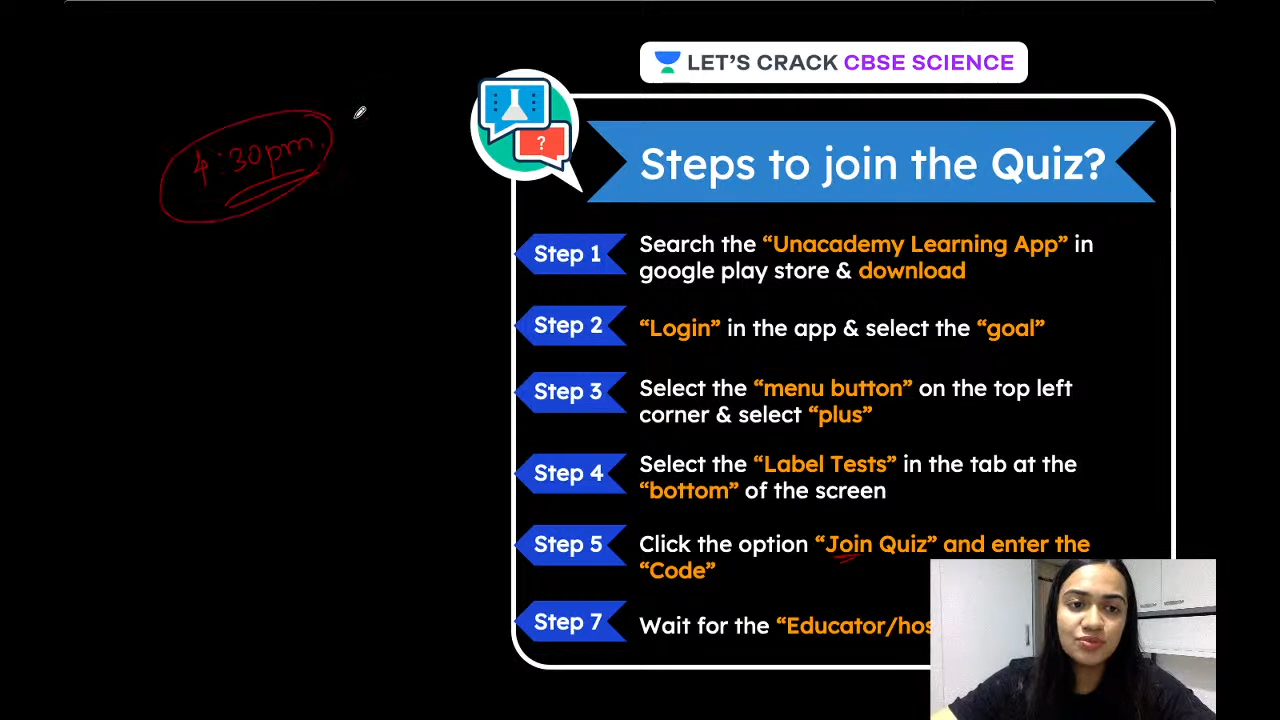 LET'S CRACK CBSE SCIENCE
4:30pm.
?
Steps to join the Quiz?
Step 1
Search the “Unacademy Learning App” in
google play store & download
Step 2
“Login” in the app & select the “goal”
Step 3
Select the “menu button” on the top left
corner & select “plus”
Step 4
Select the “Label Tests” in the tab at the
“bottom” of the screen
Step 5
Click the option “Join Quiz” and enter the
“Code”
Step 7
Wait for the “Educator/hos